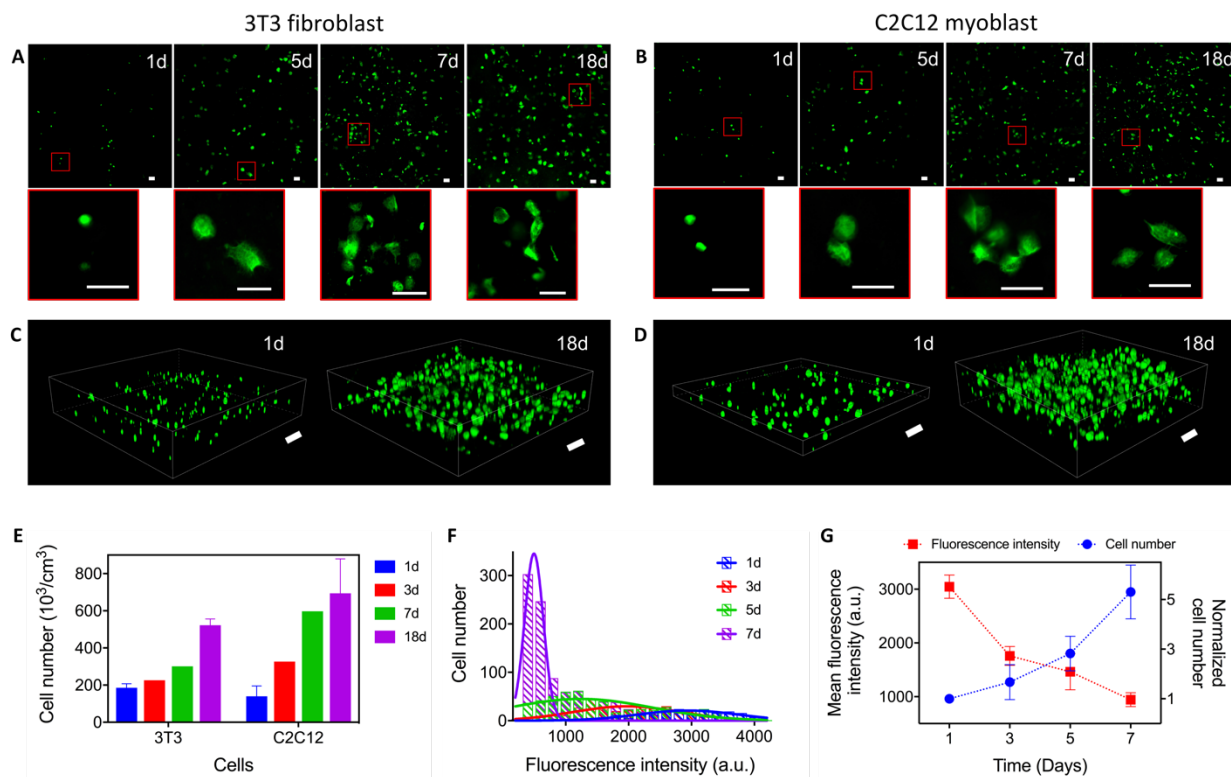 3T3 fibroblast
C2C12 myoblast
A
1d
5d
7d
18d
B
1d
5d
7d
18d
C
1d
18d
D
1d
18d
E
Cell number (10³/cm³)
800
600
400
200
0
3T3
C2C12
Cells
1d
3d
7d
18d
F
Cell number
300
200
100
50
0
1000
2000
3000
4000
Fluorescence intensity (a.u.)
1d
3d
5d
7d
G
Fluorescence intensity
Cell number
Mean fluorescence
intensity (a.u.)
3000
2000
1000
1
3
5
7
Time (Days)
5
3
1
Normalized
cell number